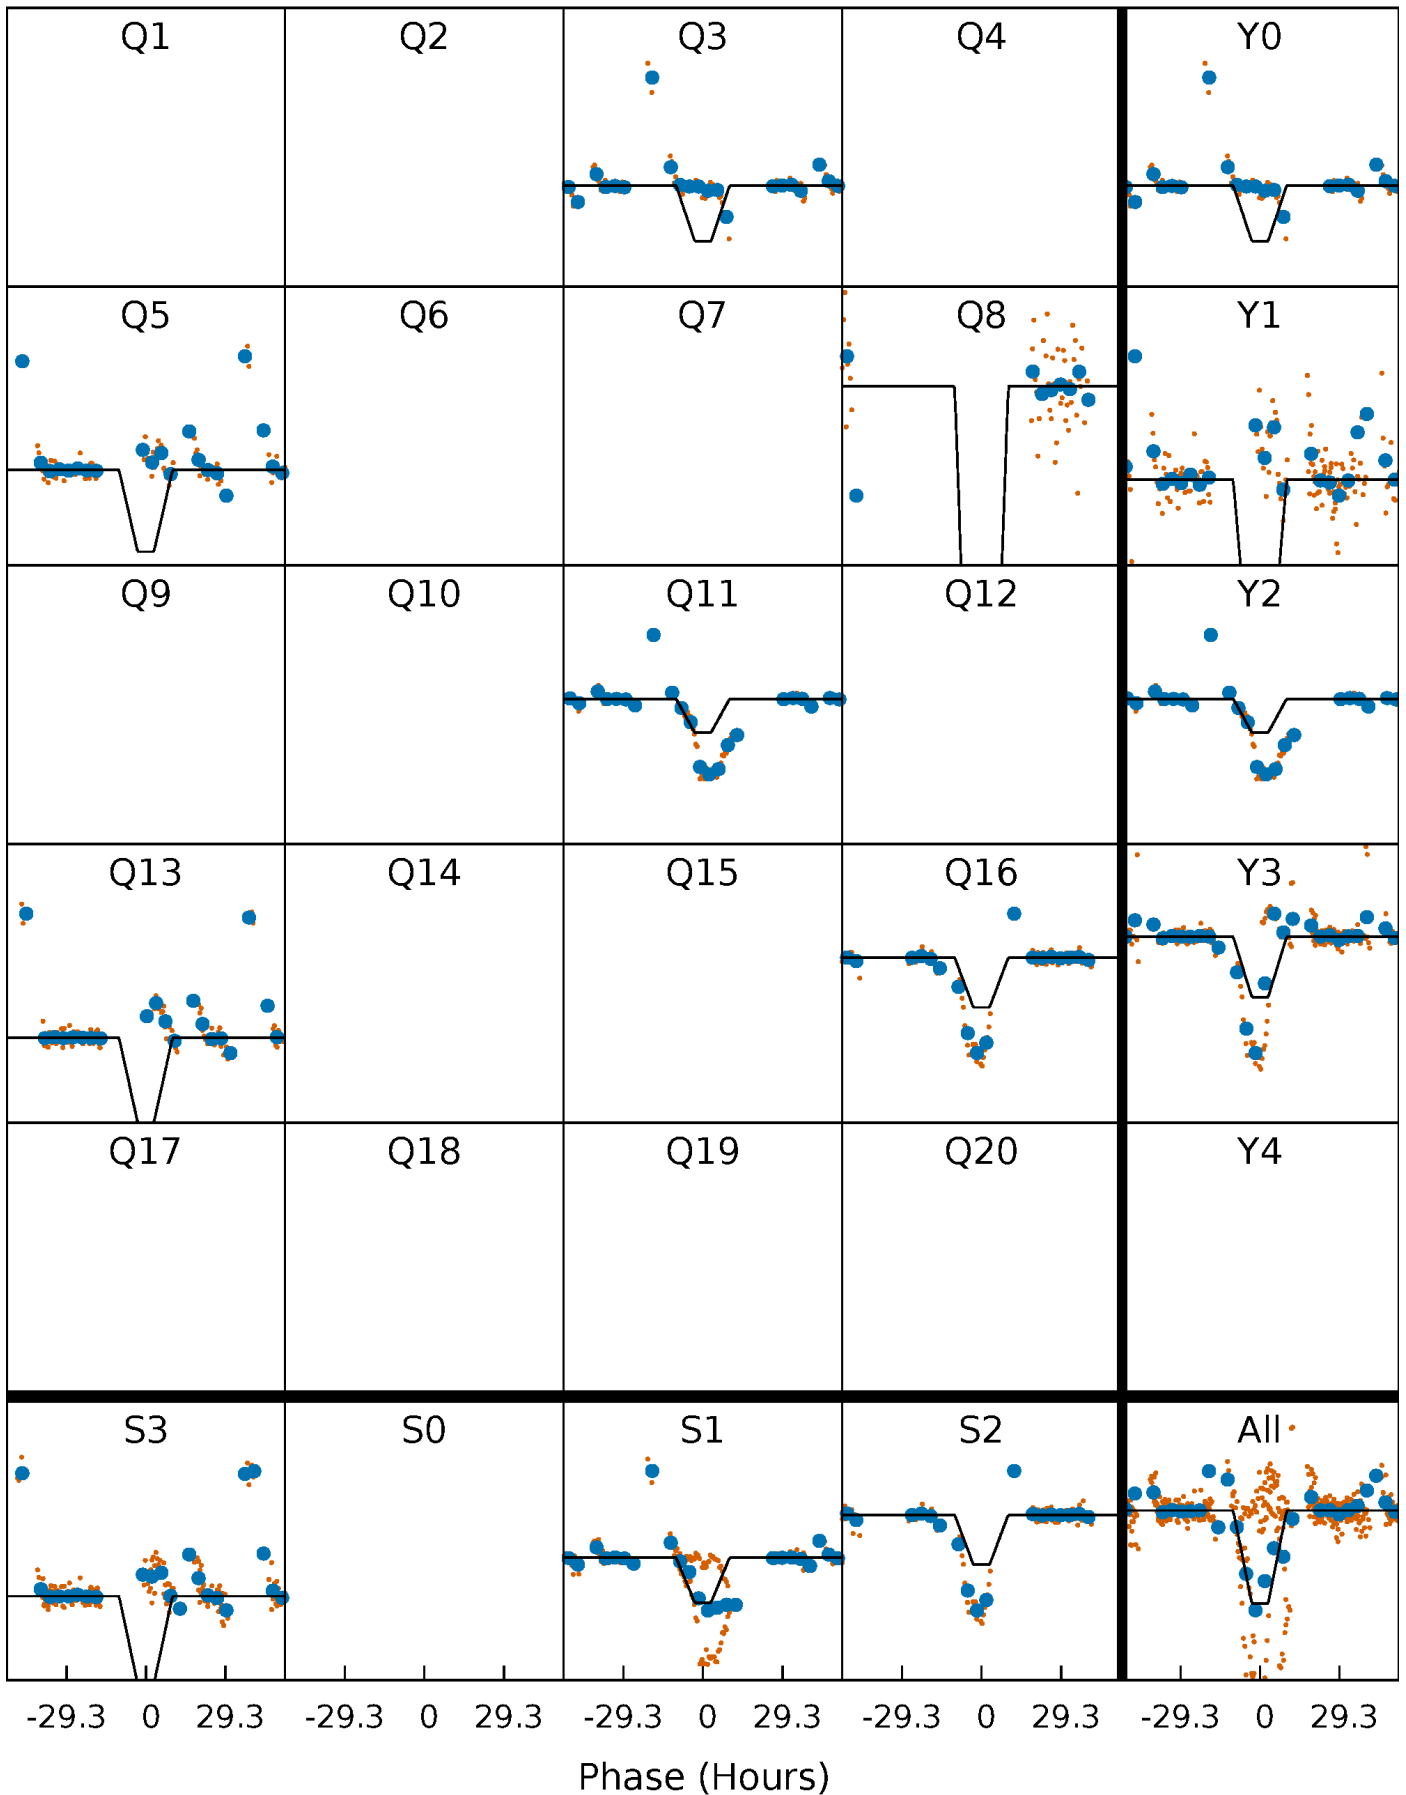 Q1 Q2 Q3 Q4 Y0
Q5 Q6 Q7 Q8 Y1
Q9 Q10 Q11 Q12 Y2
Q13 Q14 Q15 Q16 Y3
Q17 Q18 Q19 Q20 Y4
S3 S0 S1 S2 All
-29.3 0 29.3 -29.3 0 29.3 -29.3 0 29.3 -29.3 0 29.3 -29.3 0 29.3
Phase (Hours)